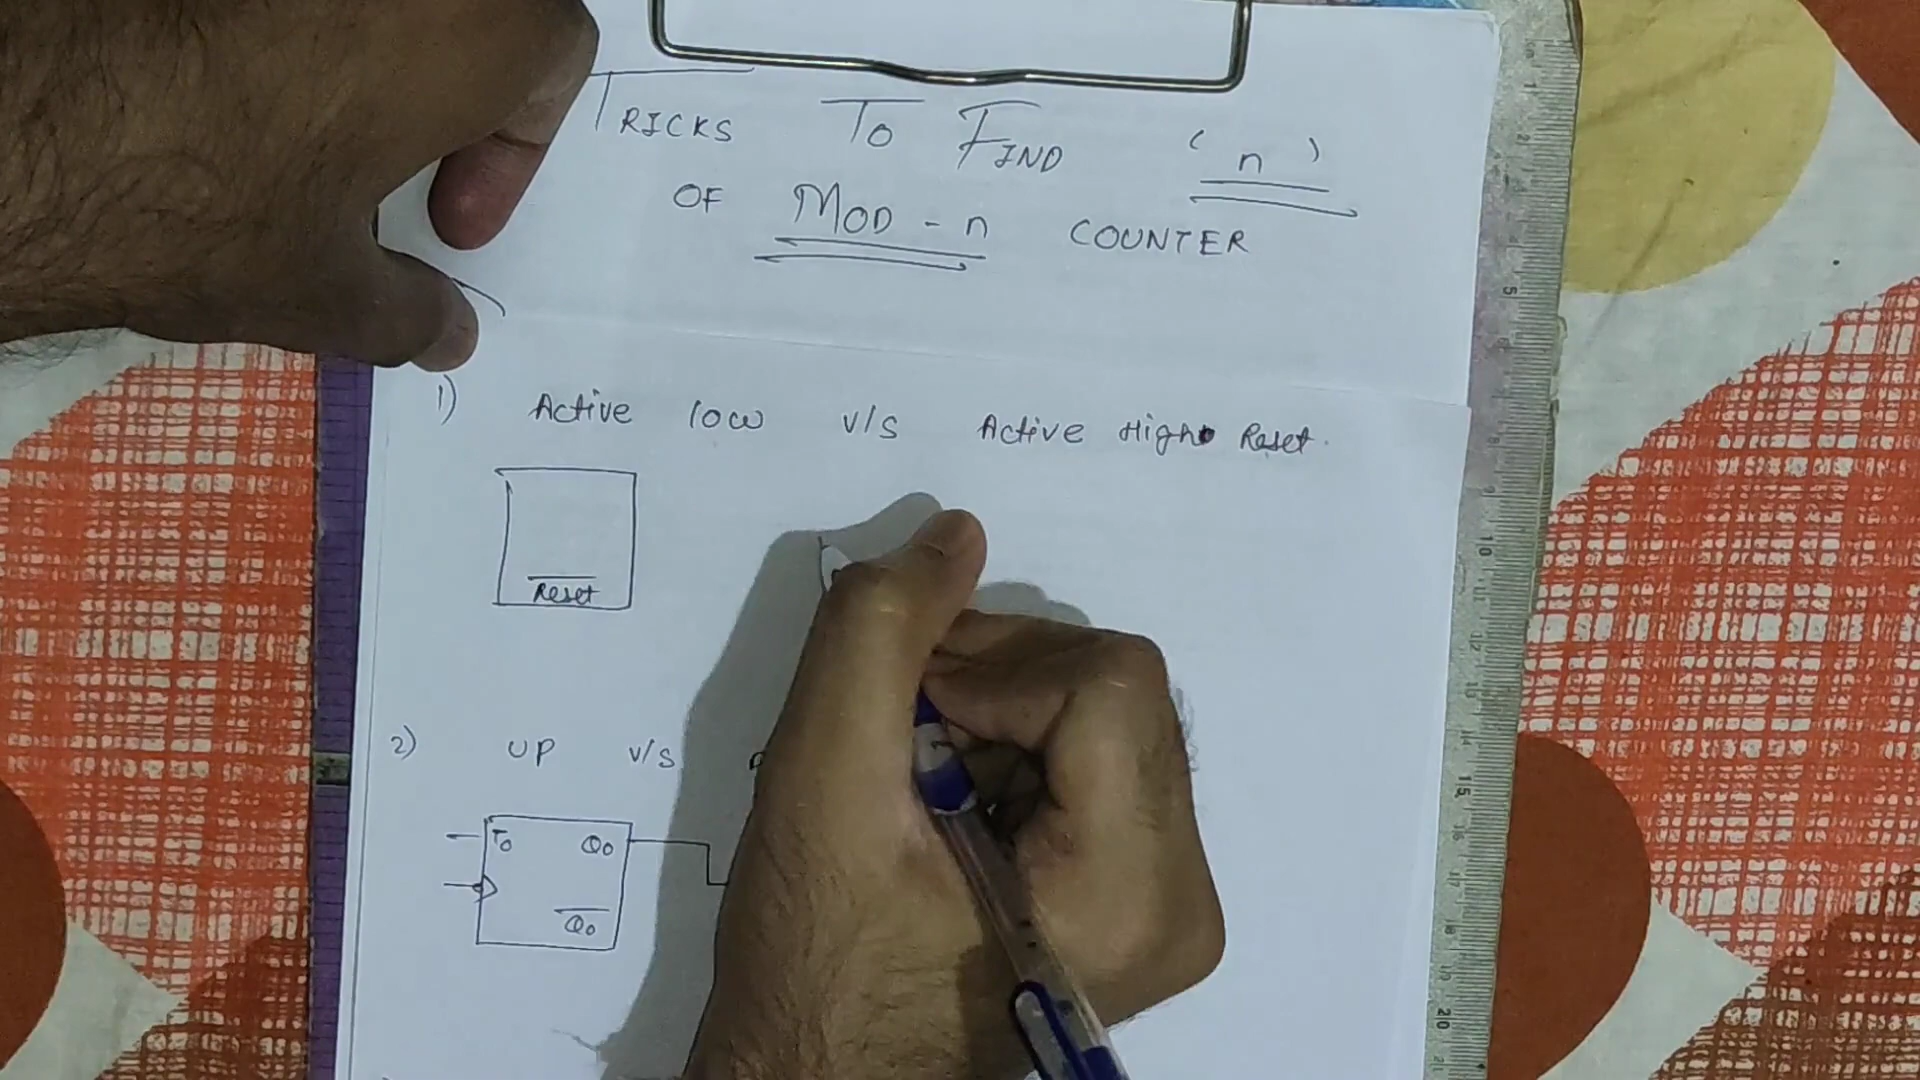 TRICKS TO FIND 'n'
OF MOD-n COUNTER
1) Active low v/s Active High Reset.
Reset
2) UP v/s
T0 Q0
Q0